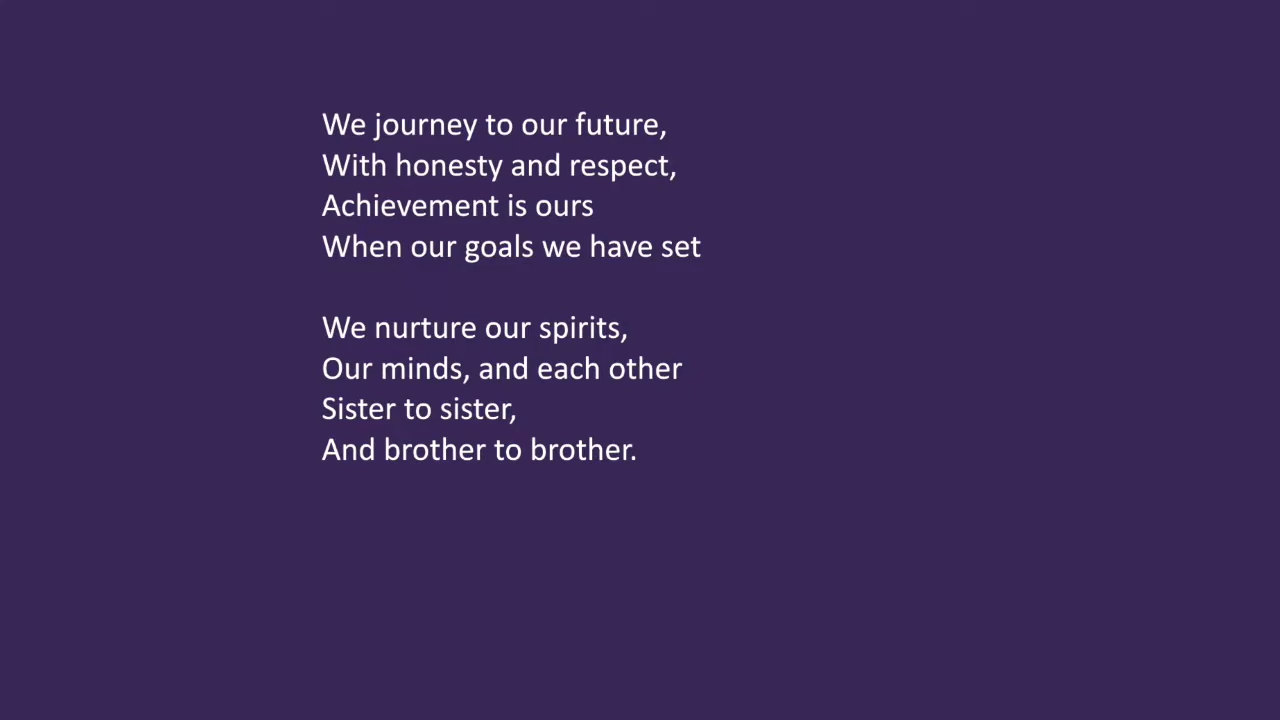 We journey to our future,
With honesty and respect,
Achievement is ours
When our goals we have set
We nurture our spirits,
Our minds, and each other
Sister to sister,
And brother to brother.